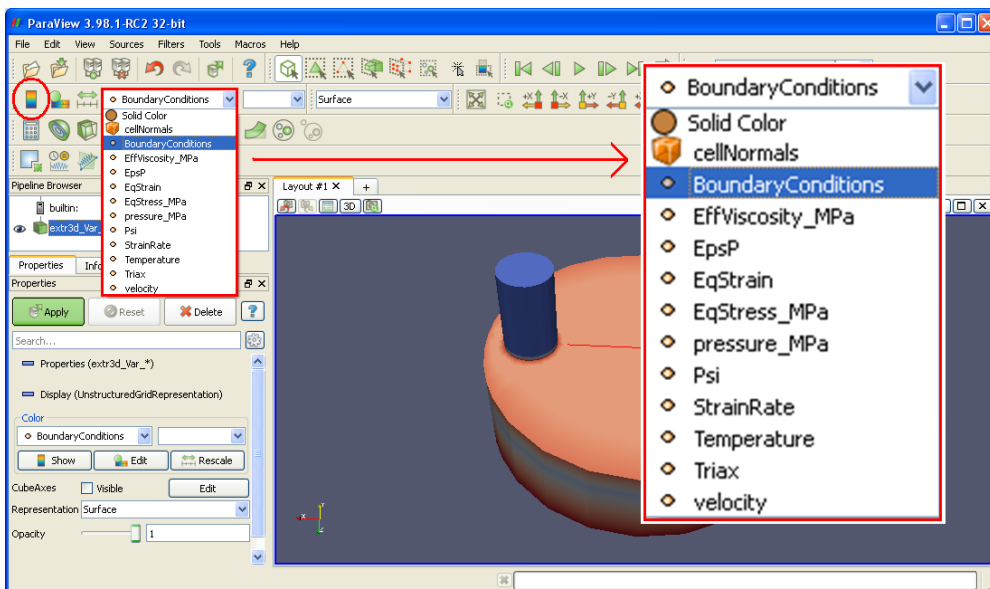 ParaView 3.98.1-RC2 32-bit
File Edit View Sources Filters Tools Macros Help
BoundaryConditions
Surface
Solid Color
cellNormals
BoundaryConditions
EffViscosity_MPa
EpsP
EqStrain
EqStress_MPa
pressure_MPa
Psi
StrainRate
Temperature
Triax
velocity
BoundaryConditions
Solid Color
cellNormals
BoundaryConditions
EffViscosity_MPa
EpsP
EqStrain
EqStress_MPa
pressure_MPa
Psi
StrainRate
Temperature
Triax
velocity
Pipeline Browser
builtin:
extr3d_Var_
Layout #1
3D
Properties
Properties
Apply Reset Delete
Search...
Properties (extr3d_Var_*)
Display (UnstructuredGridRepresentation)
Color
BoundaryConditions
Show Edit Rescale
CubeAxes Visible Edit
Representation Surface
Opacity 1